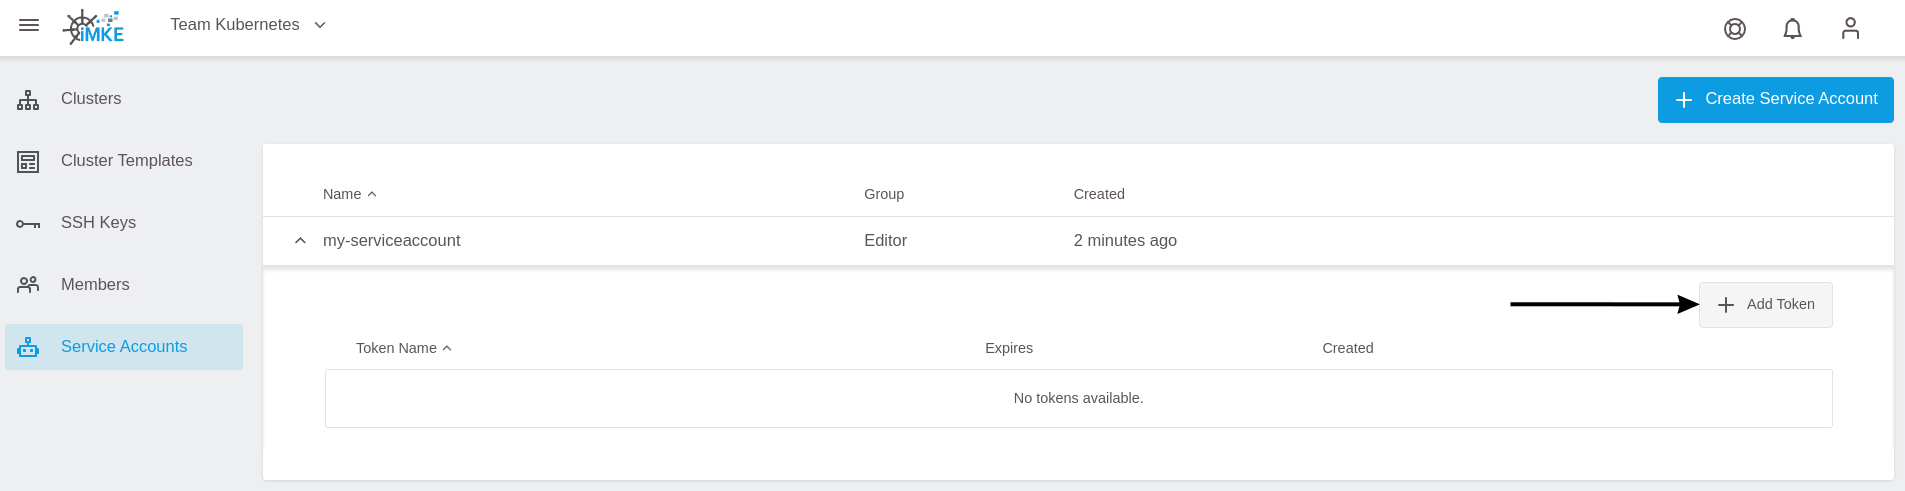 iMKE
Team Kubernetes
Clusters
Create Service Account
Cluster Templates
SSH Keys
Members
Service Accounts
Name Group Created
my-serviceaccount Editor 2 minutes ago
Add Token
Token Name Expires Created
No tokens available.